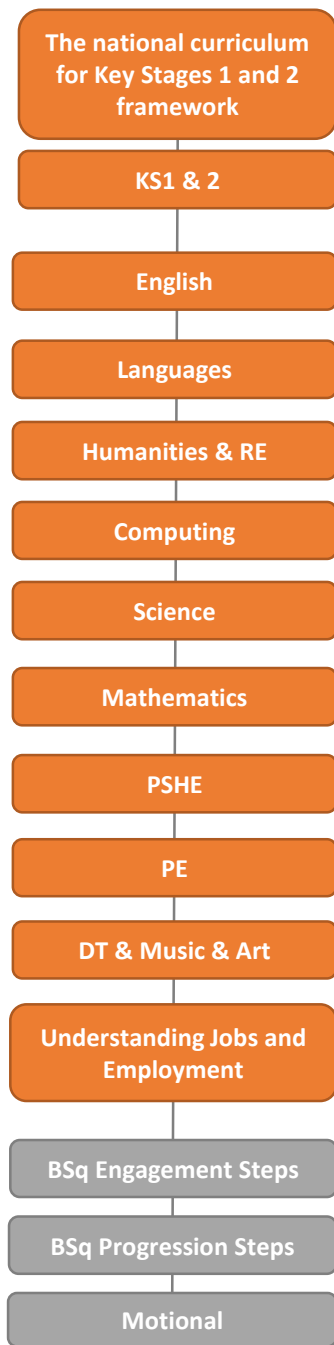 The national curriculum
for Key Stages 1 and 2
framework
KS1 & 2
English
Languages
Humanities & RE
Computing
Science
Mathematics
PSHE
PE
DT & Music & Art
Understanding Jobs and
Employment
BSq Engagement Steps
BSq Progression Steps
Motional